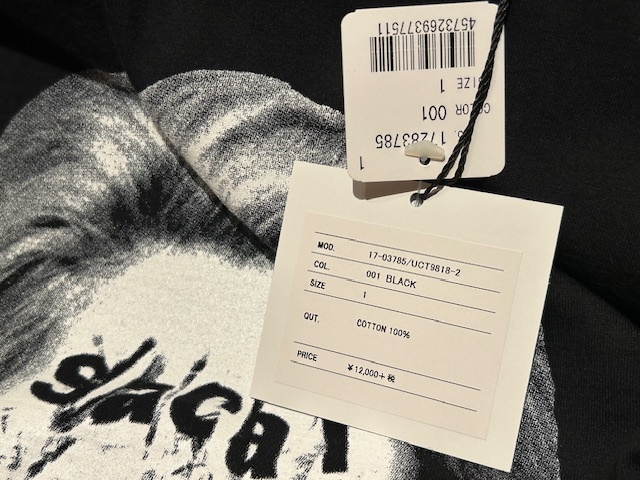 4573269377511
SIZE 1
COLOR 001
17283785
1
MOD. 17-03785/UCT9818-2
COL. 001 BLACK
SIZE 1
QUT. COTTON 100%
PRICE ¥12,000+税
sacai